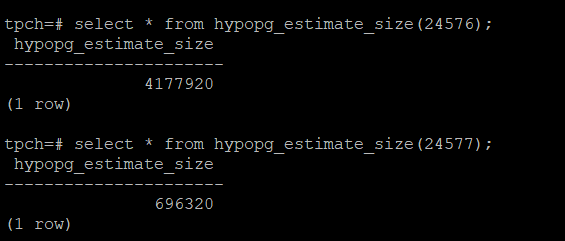 tpch=# select * from hypopg_estimate_size(24576);
 hypopg_estimate_size
----------------------
              4177920
(1 row)

tpch=# select * from hypopg_estimate_size(24577);
 hypopg_estimate_size
----------------------
               696320
(1 row)